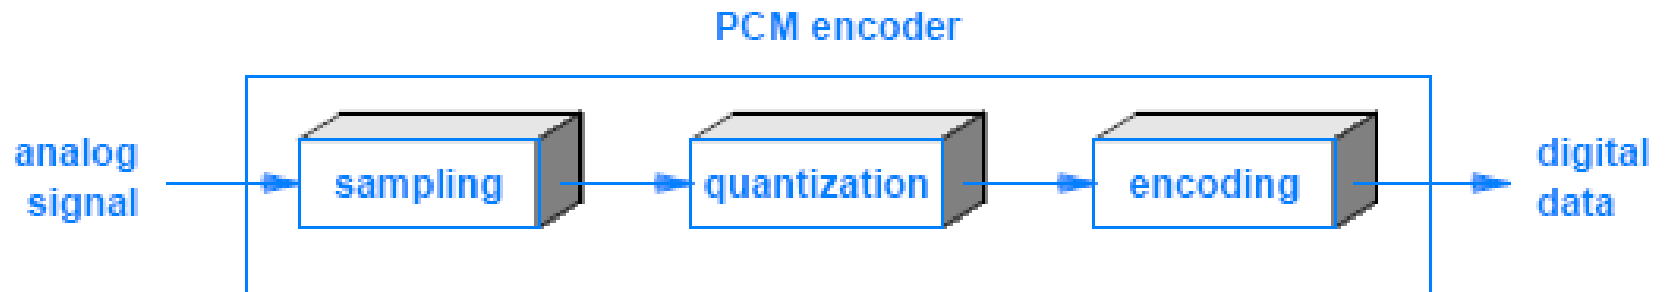 PCM encoder
analog
signal
sampling
quantization
encoding
digital
data